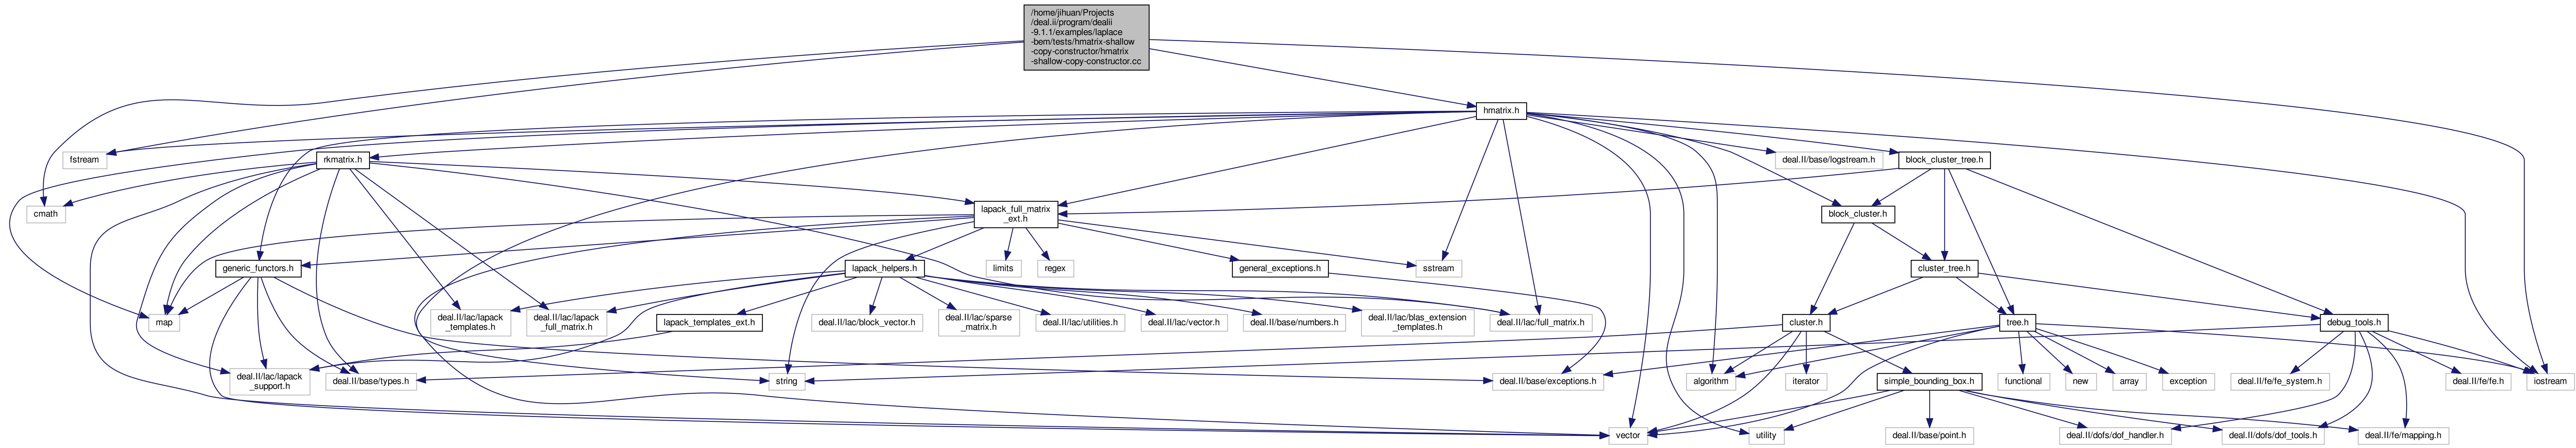 /home/jihuan/Projects
/deal.ii/program/dealii
-9.1.1/examples/laplace
-bem/tests/hmatrix-shallow
-copy-constructor/hmatrix
-shallow-copy-constructor.cc
hmatrix.h
fstream
rkmatrix.h
deal.II/base/logstream.h
block_cluster_tree.h
cmath
lapack_full_matrix
_ext.h
block_cluster.h
generic_functors.h
lapack_helpers.h
limits
regex
general_exceptions.h
sstream
cluster_tree.h
map
deal.II/lac/lapack
_templates.h
deal.II/lac/lapack
_full_matrix.h
lapack_templates_ext.h
deal.II/lac/block_vector.h
deal.II/lac/sparse
_matrix.h
deal.II/lac/utilities.h
deal.II/lac/vector.h
deal.II/base/numbers.h
deal.II/lac/blas_extension
_templates.h
deal.II/lac/full_matrix.h
cluster.h
tree.h
debug_tools.h
deal.II/lac/lapack
_support.h
deal.II/base/types.h
string
deal.II/base/exceptions.h
algorithm
iterator
simple_bounding_box.h
functional
new
array
exception
deal.II/fe/fe_system.h
deal.II/fe/fe.h
iostream
vector
utility
deal.II/base/point.h
deal.II/dofs/dof_handler.h
deal.II/dofs/dof_tools.h
deal.II/fe/mapping.h